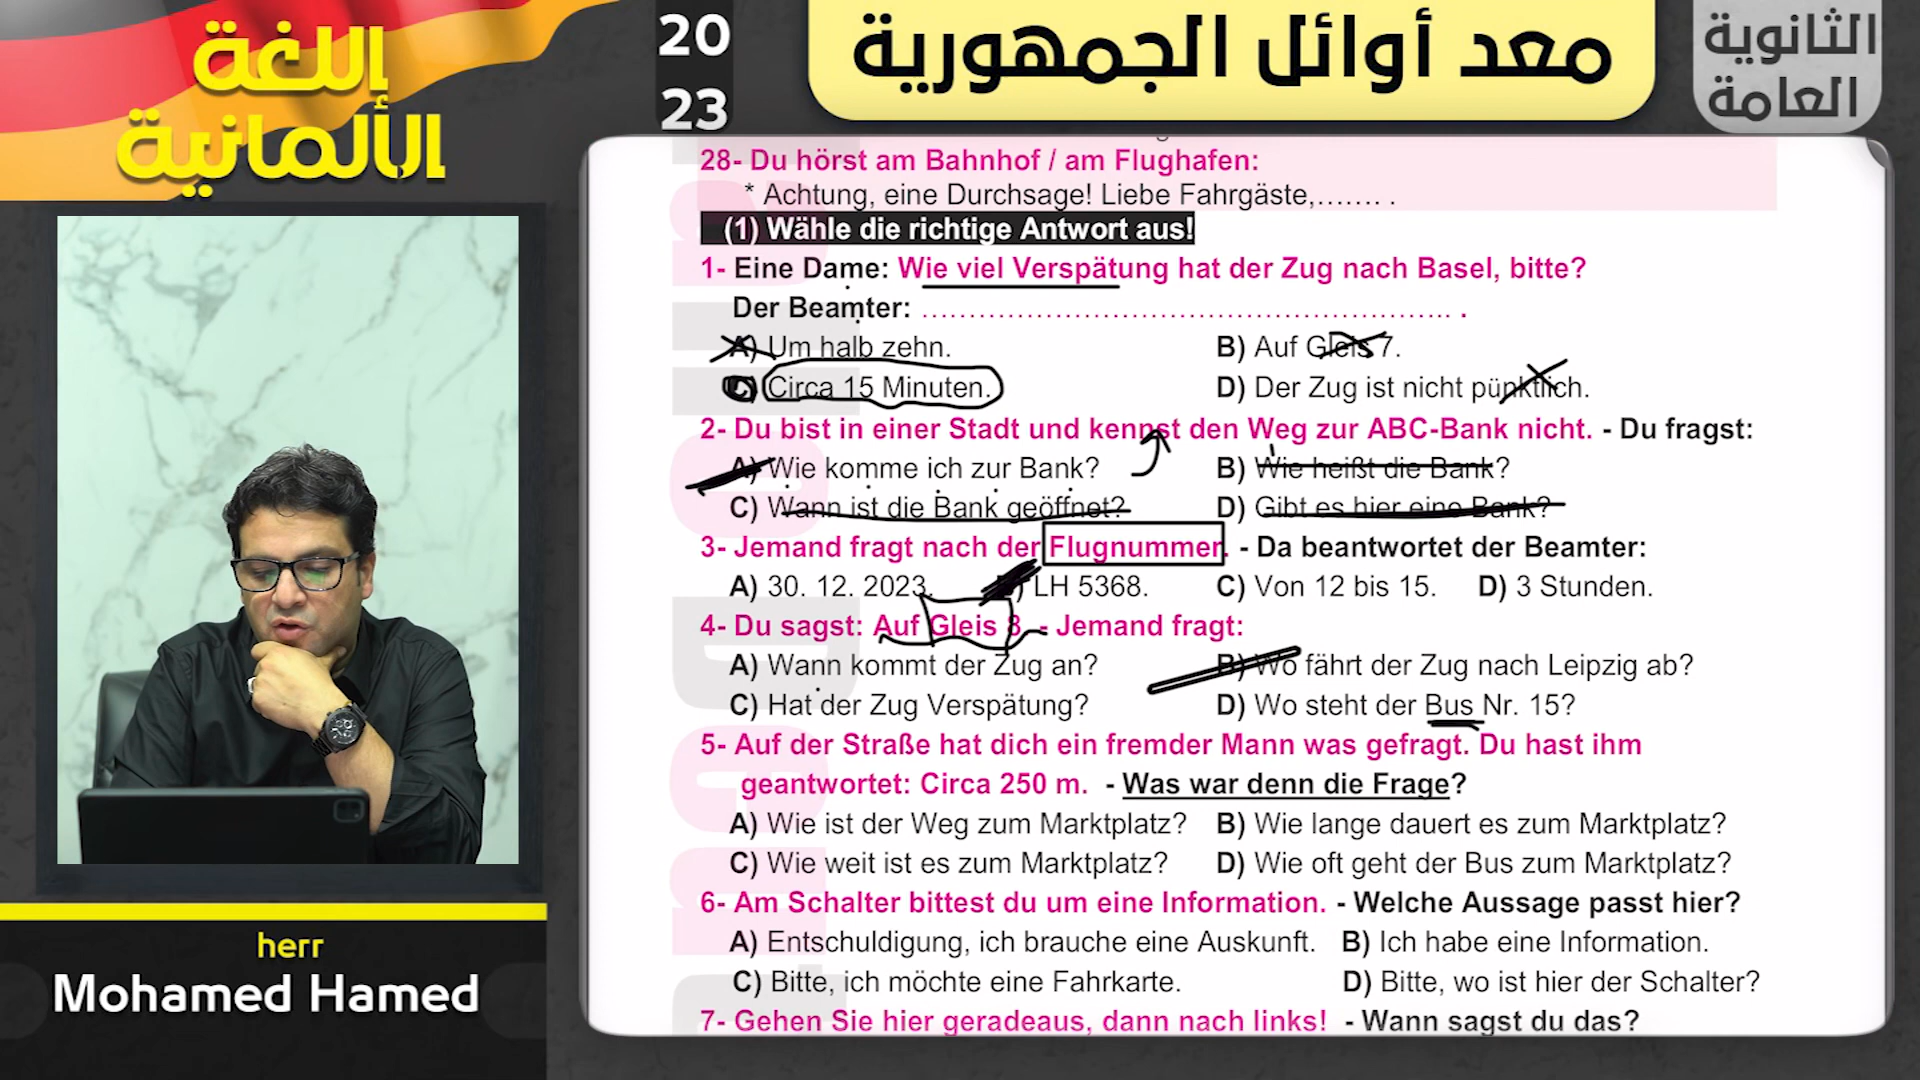 اللغة
الألمانية
20
23
معد أوائل الجمهورية
الثانوية
العامة
28- Du hörst am Bahnhof / am Flughafen:
* Achtung, eine Durchsage! Liebe Fahrgäste,....... .
(1) Wähle die richtige Antwort aus!
1- Eine Dame: Wie viel Verspätung hat der Zug nach Basel, bitte?
Der Beamter: ........................................................ .
A) Um halb zehn. B) Auf Gleis 7.
C) Circa 15 Minuten. D) Der Zug ist nicht pünktlich.
2- Du bist in einer Stadt und kennst den Weg zur ABC-Bank nicht. - Du fragst:
A) Wie komme ich zur Bank? B) Wie heißt die Bank?
C) Wann ist die Bank geöffnet? D) Gibt es hier eine Bank?
3- Jemand fragt nach der Flugnummer. - Da beantwortet der Beamter:
A) 30. 12. 2023. B) LH 5368. C) Von 12 bis 15. D) 3 Stunden.
4- Du sagst: Auf Gleis 8. - Jemand fragt:
A) Wann kommt der Zug an? B) Wo fährt der Zug nach Leipzig ab?
C) Hat der Zug Verspätung? D) Wo steht der Bus Nr. 15?
5- Auf der Straße hat dich ein fremder Mann was gefragt. Du hast ihm
geantwortet: Circa 250 m. - Was war denn die Frage?
A) Wie ist der Weg zum Marktplatz? B) Wie lange dauert es zum Marktplatz?
C) Wie weit ist es zum Marktplatz? D) Wie oft geht der Bus zum Marktplatz?
6- Am Schalter bittest du um eine Information. - Welche Aussage passt hier?
A) Entschuldigung, ich brauche eine Auskunft. B) Ich habe eine Information.
C) Bitte, ich möchte eine Fahrkarte. D) Bitte, wo ist hier der Schalter?
7- Gehen Sie hier geradeaus, dann nach links! - Wann sagst du das?
herr
Mohamed Hamed